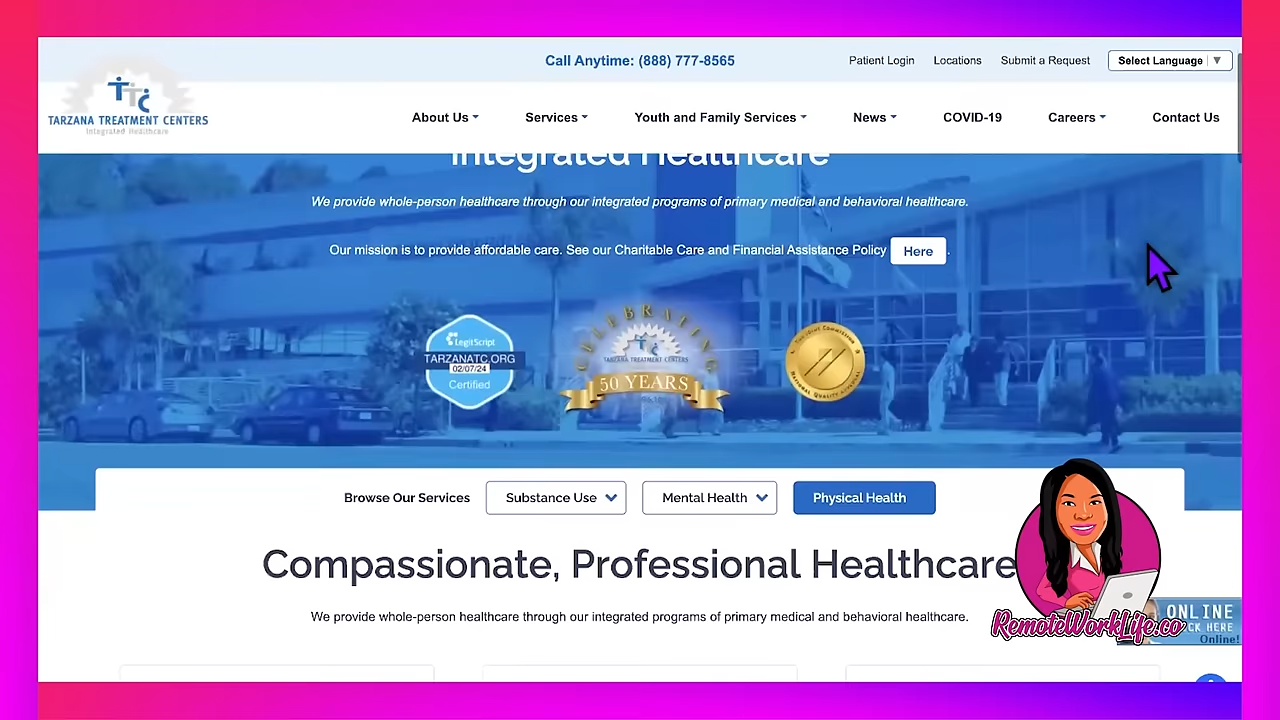 Call Anytime: (888) 777-8565
Patient Login
Locations
Submit a Request
Select Language ▼
TTC
TARZANA TREATMENT CENTERS
Integrated Healthcare
About Us
Services
Youth and Family Services
News
COVID-19
Careers
Contact Us
Integrated Healthcare
We provide whole-person healthcare through our integrated programs of primary medical and behavioral healthcare.
Our mission is to provide affordable care. See our Charitable Care and Financial Assistance Policy Here.
LegitScript
TARZANATC.ORG
02/07/24
Certified
CELEBRATING
TARZANA TREATMENT CENTERS
50 YEARS
Browse Our Services
Substance Use
Mental Health
Physical Health
Compassionate, Professional Healthcare
We provide whole-person healthcare through our integrated programs of primary medical and behavioral healthcare.
RemoteWorkLife.co
ONLINE
HERE
Online!